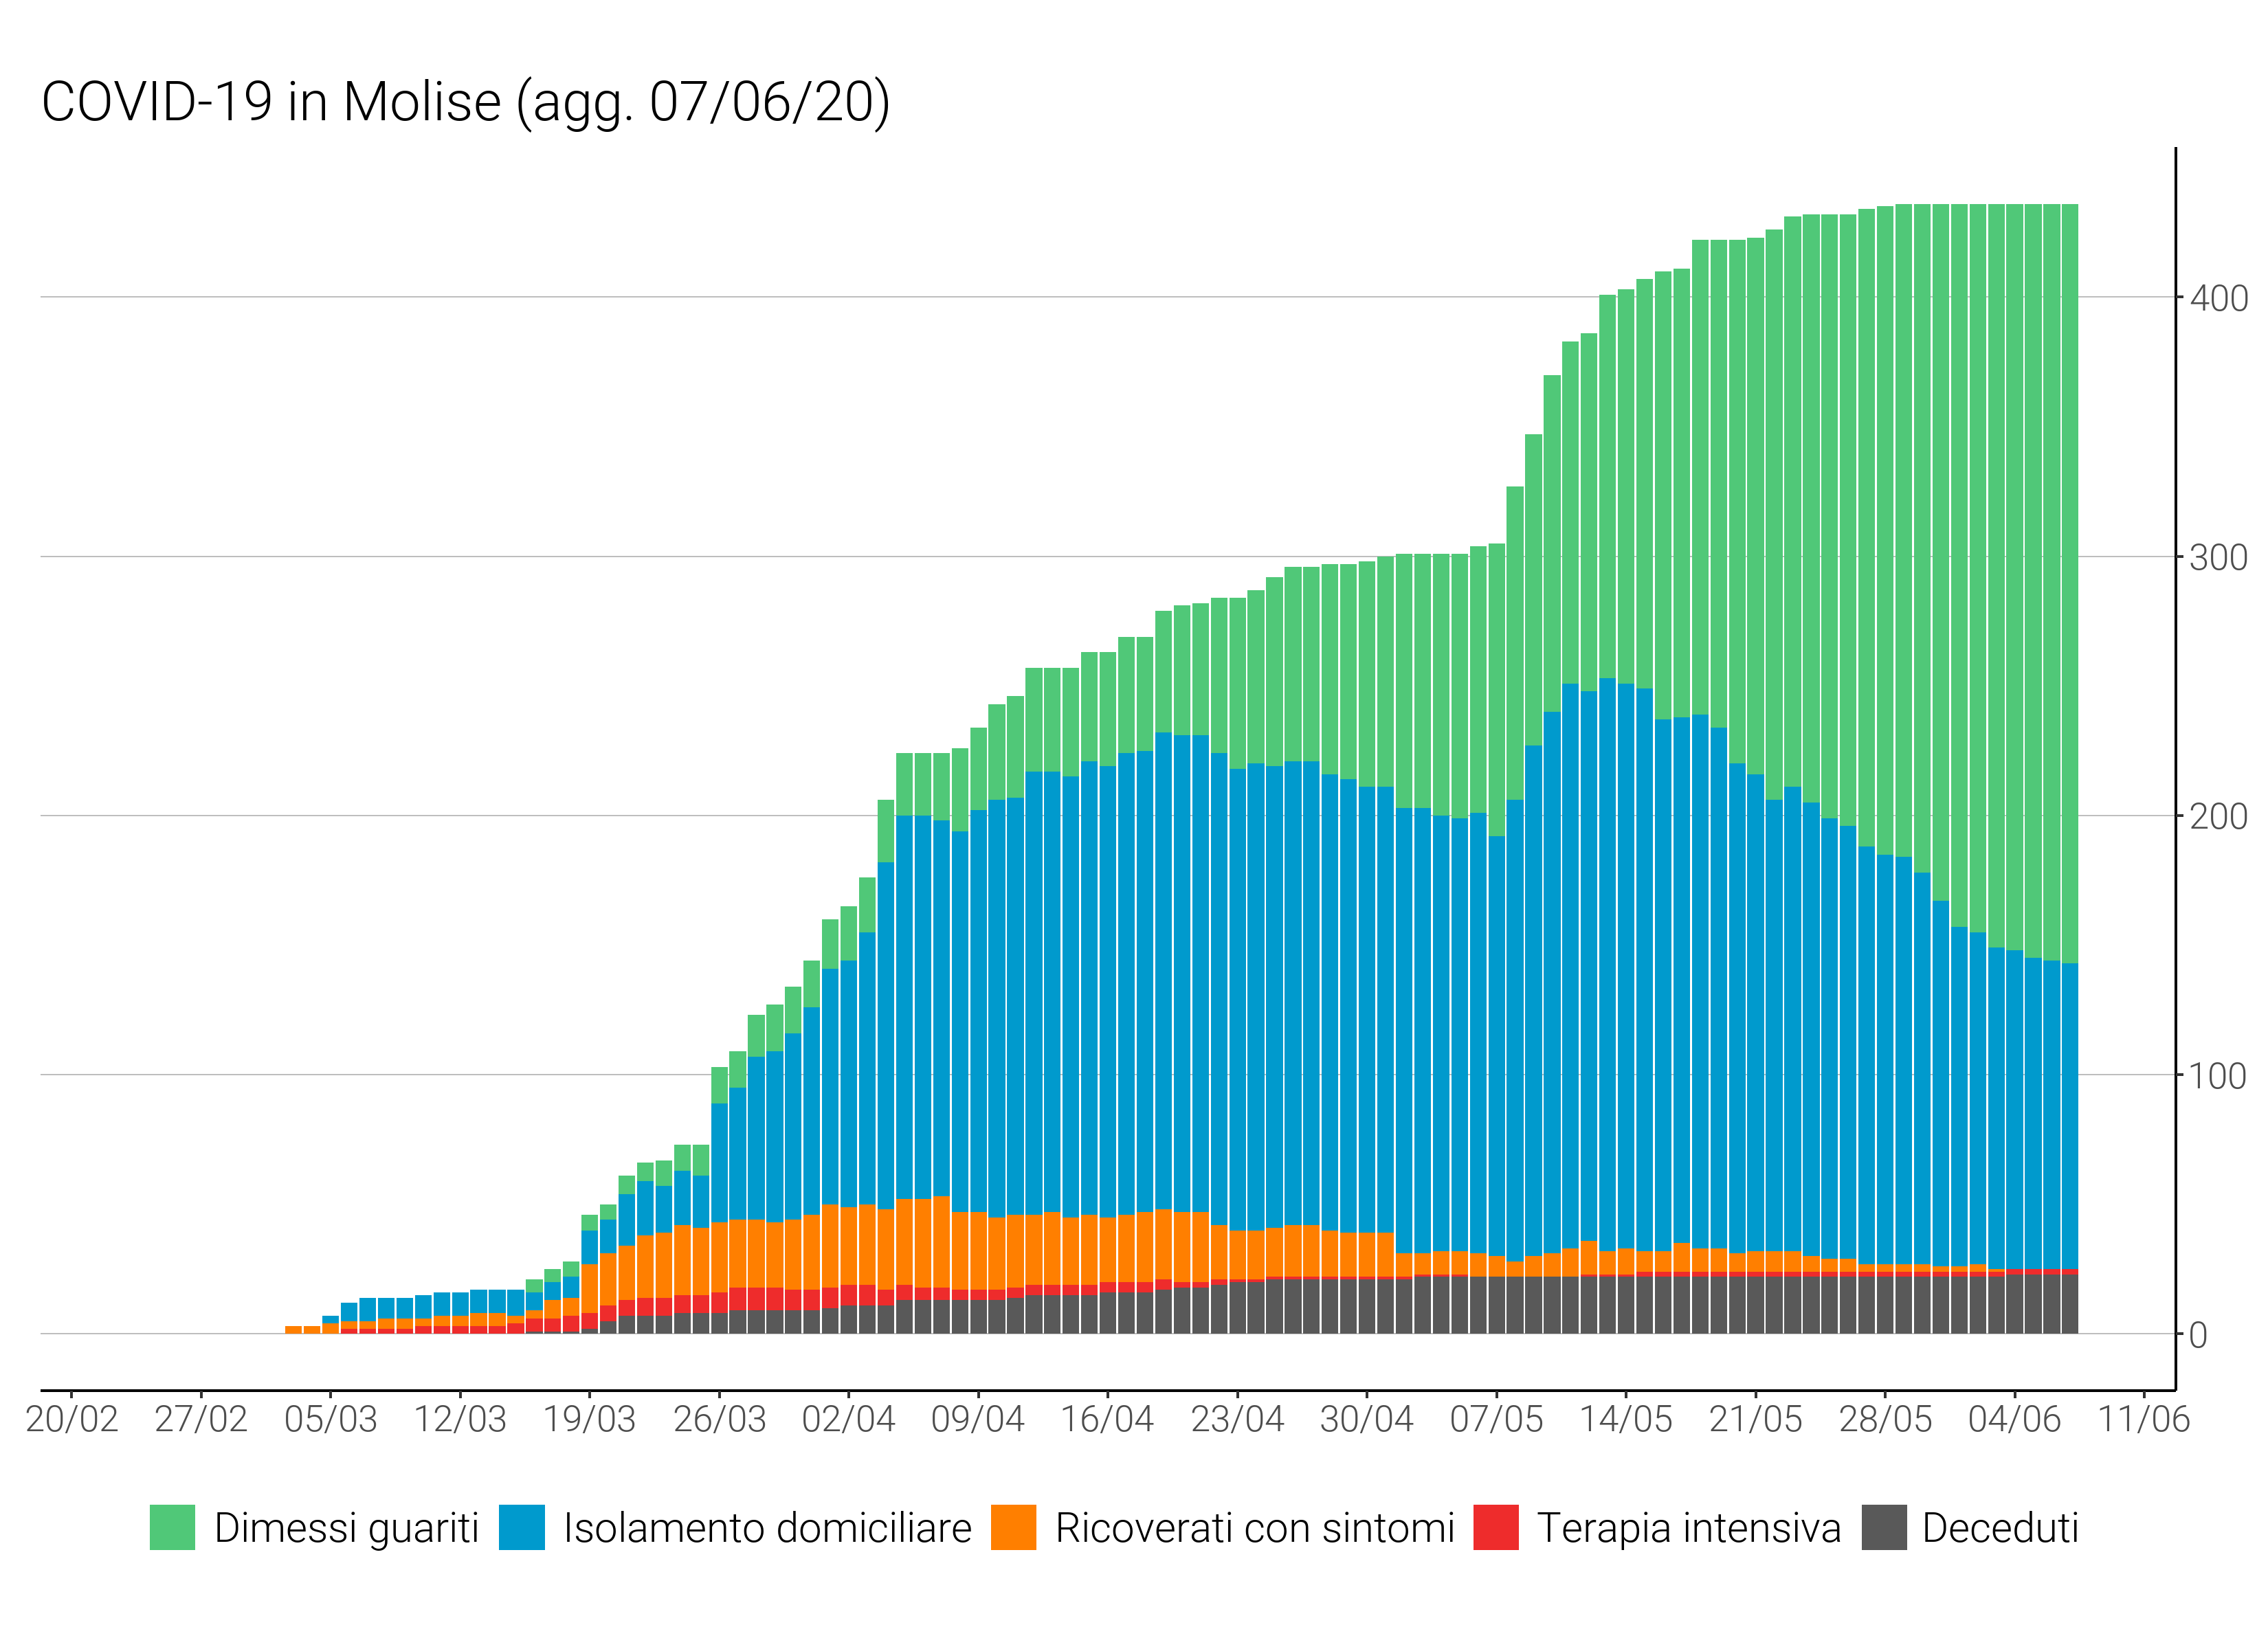 COVID-19 in Molise (agg. 07/06/20)
400
300
200
100
0
20/02 27/02 05/03 12/03 19/03 26/03 02/04 09/04 16/04 23/04 30/04 07/05 14/05 21/05 28/05 04/06 11/06
Dimessi guariti Isolamento domiciliare Ricoverati con sintomi Terapia intensiva Deceduti